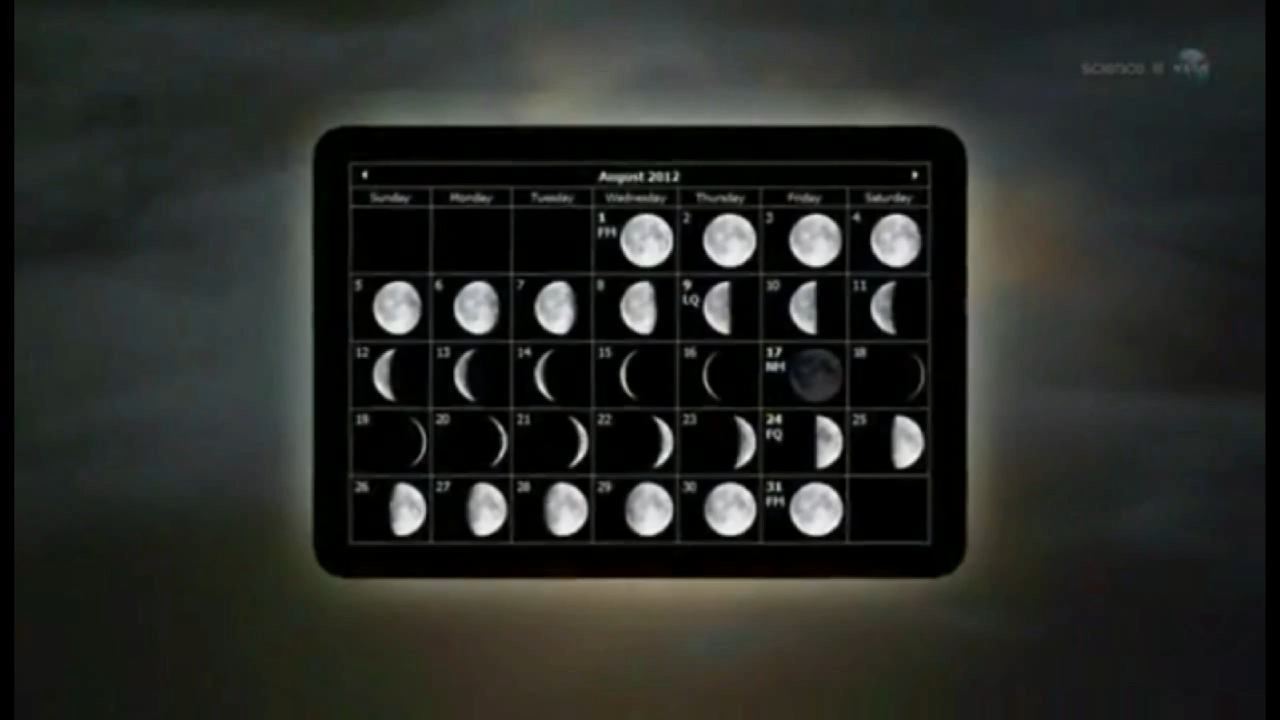 science @ NASA
August 2012
Sunday Monday Tuesday Wednesday Thursday Friday Saturday
1 FM 2 3 4
5 6 7 8 9 LQ 10 11
12 13 14 15 16 17 NM 18
19 20 21 22 23 24 FQ 25
26 27 28 29 30 31 FM